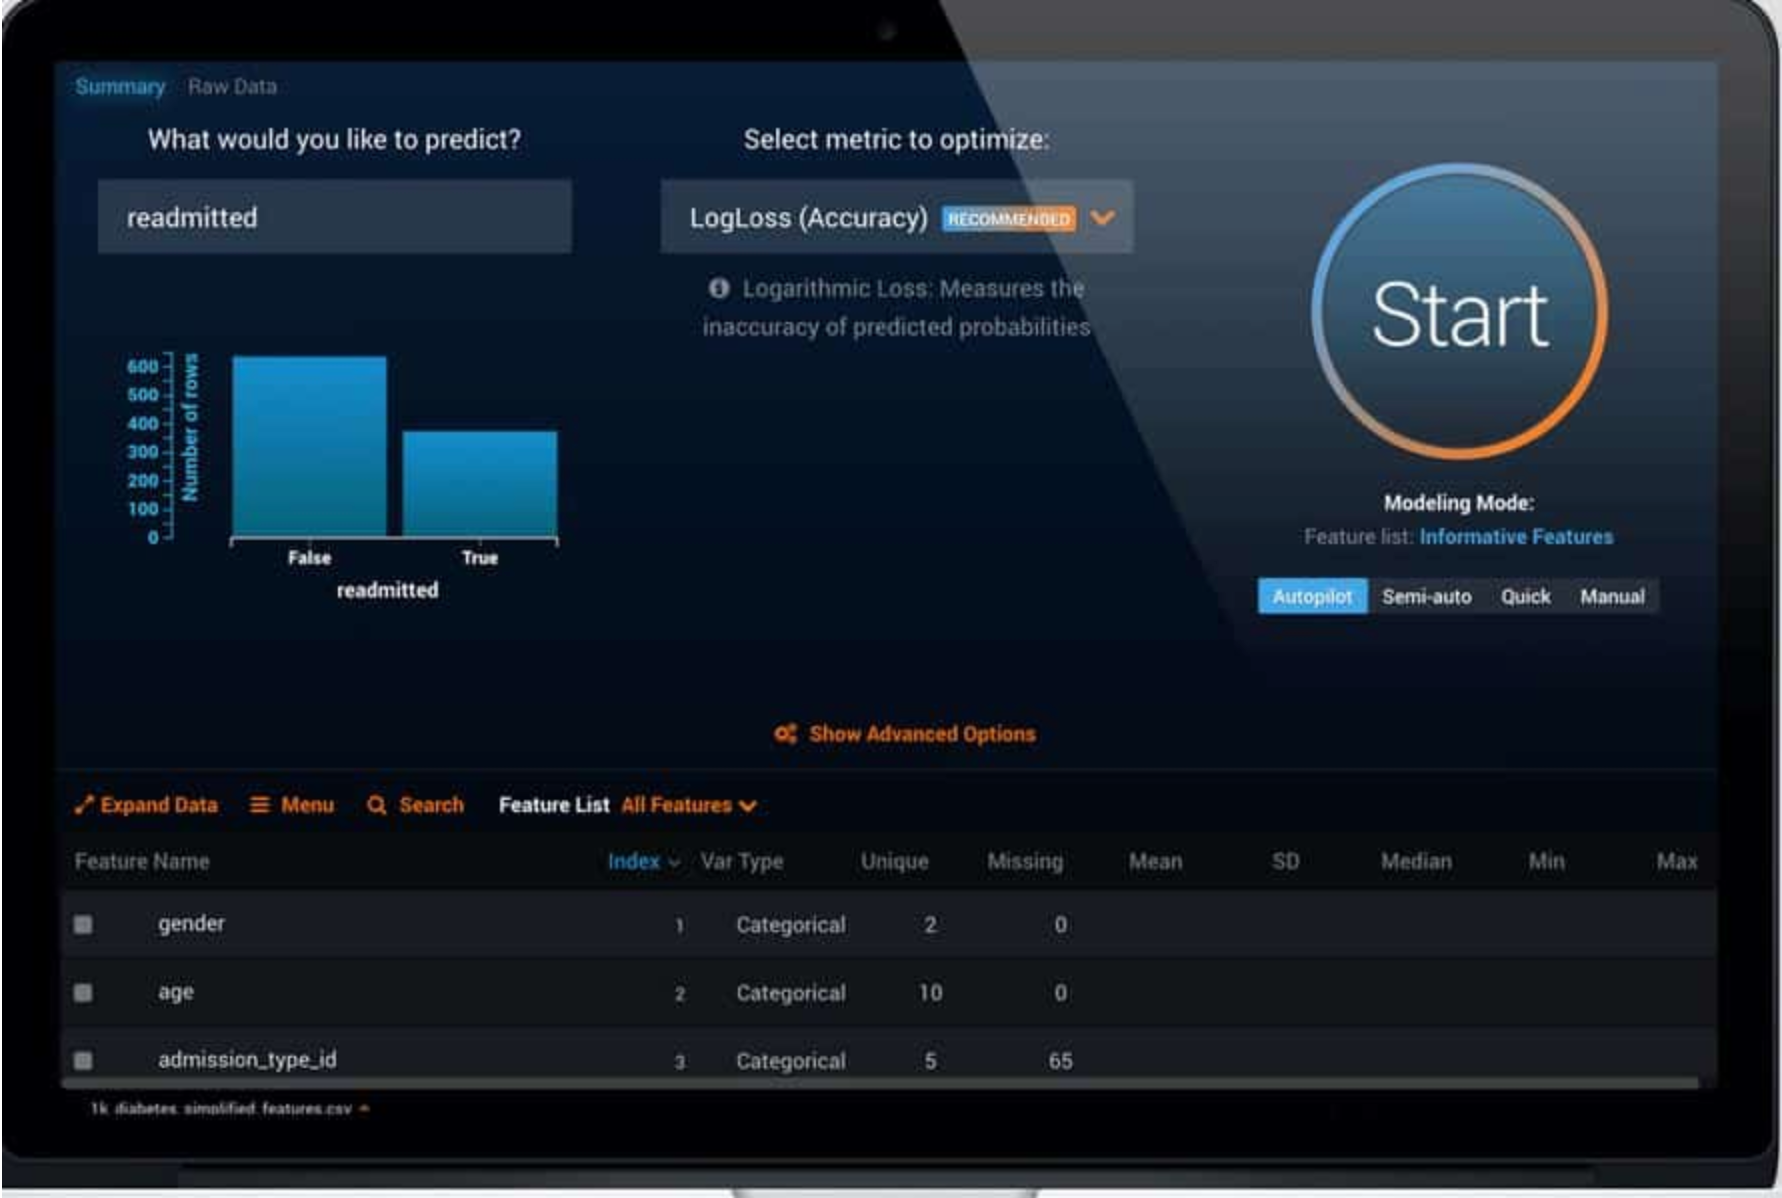 Summary Raw Data
What would you like to predict?
readmitted
600
500
400
300
200
100
0
Number of rows
False True
readmitted
Select metric to optimize:
LogLoss (Accuracy) RECOMMENDED
Logarithmic Loss: Measures the
inaccuracy of predicted probabilities
Start
Modeling Mode:
Feature list: Informative Features
Autopilot Semi-auto Quick Manual
Show Advanced Options
Expand Data Menu Search Feature List All Features
Feature Name Index Var Type Unique Missing Mean SD Median Min Max
gender 1 Categorical 2 0
age 2 Categorical 10 0
admission_type_id 3 Categorical 5 65
1k_diabetes_simplified_features.csv